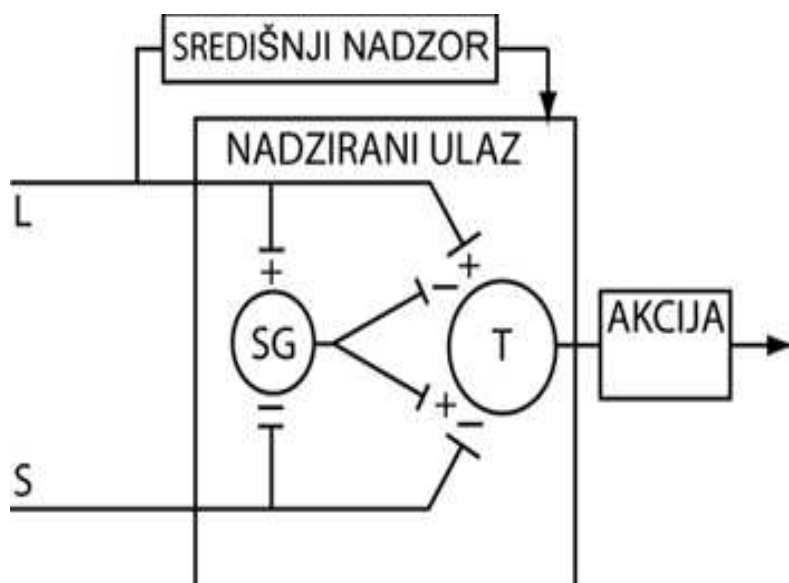 SREDIŠNJI NADZOR
NADZIRANI ULAZ
L
+
+
−
SG
T
AKCIJA
−
+
−
S